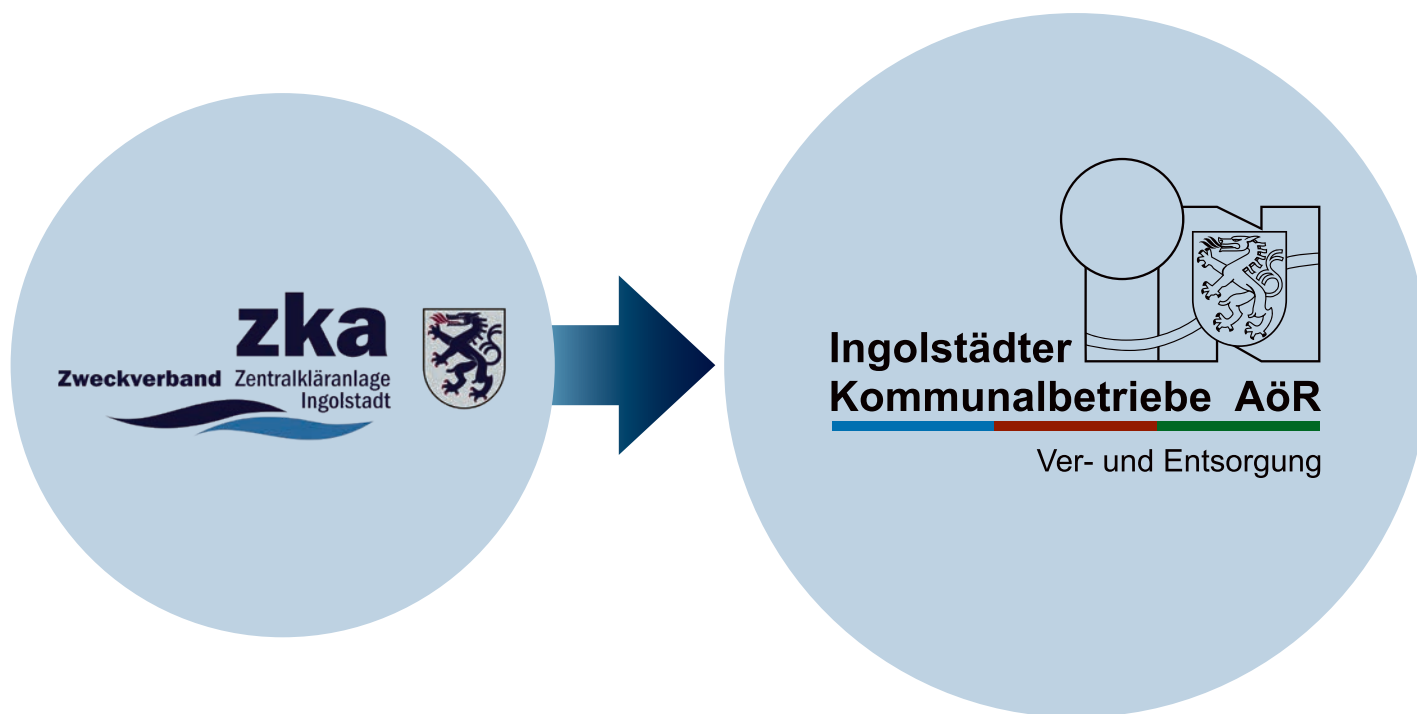 zka
Zweckverband Zentralkläranlage
Ingolstadt
Ingolstädter
Kommunalbetriebe AöR
Ver- und Entsorgung